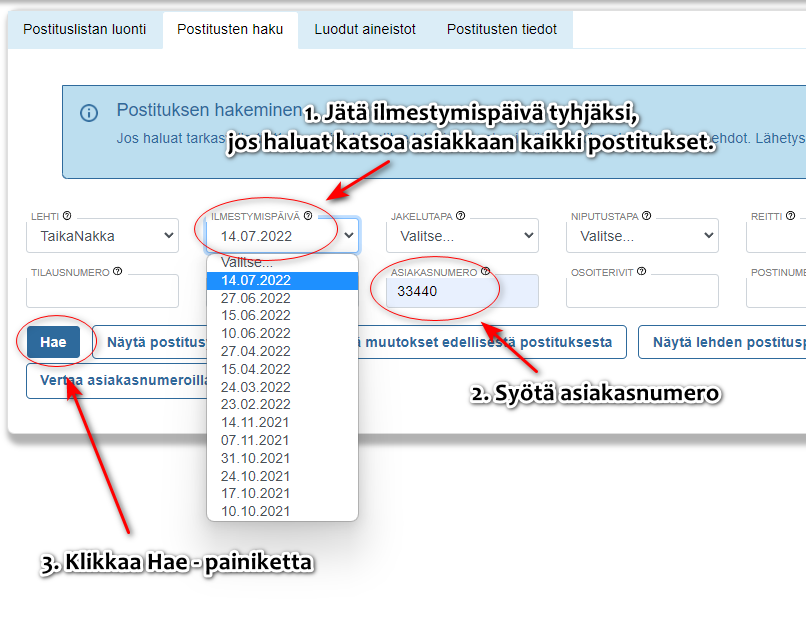 Postituslistan luonti Postitusten haku Luodut aineistot Postitusten tiedot
Postituksen hakeminen
1. Jätä ilmestymispäivä tyhjäksi,
Jos haluat tarkas ehdot. Lähetys
jos haluat katsoa asiakkaan kaikki postitukset.
LEHTI ILMESTYMISPÄIVÄ JAKELUTAPA NIPUTUSTAPA REITTI
TaikaNakka 14.07.2022 Valitse... Valitse...
Valitse...
TILAUSNUMERO ASIAKASNUMERO OSOITERIVIT POSTINUME
14.07.2022
33440
27.06.2022
15.06.2022
10.06.2022
Hae Näytä postitus muutokset edellisestä postituksesta Näytä lehden postitusp
27.04.2022
15.04.2022
Vertaa asiakasnumeroilla
24.03.2022
2. Syötä asiakasnumero
23.02.2022
14.11.2021
07.11.2021
31.10.2021
24.10.2021
17.10.2021
10.10.2021
3. Klikkaa Hae - painiketta